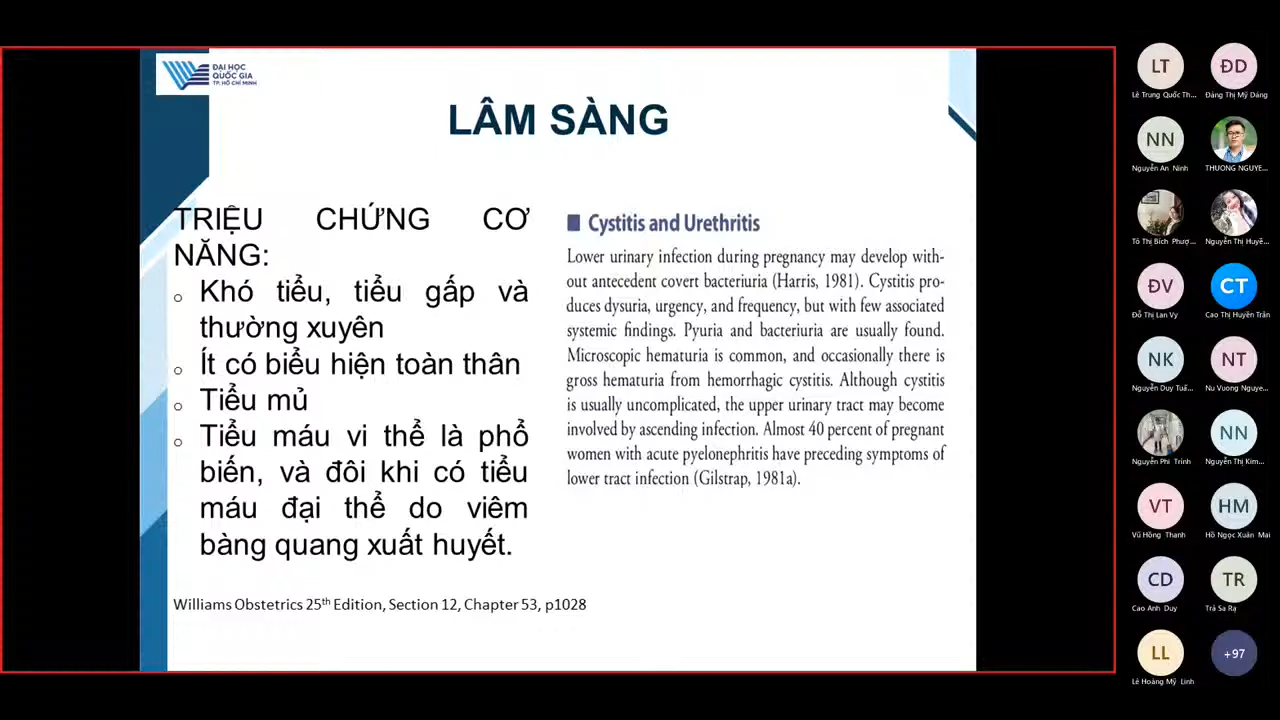 ĐẠI HỌC
QUỐC GIA
TP. HỒ CHÍ MINH
LÂM SÀNG
TRIỆU CHỨNG CƠ
NĂNG:
Khó tiểu, tiểu gấp và
thường xuyên
Ít có biểu hiện toàn thân
Tiểu mủ
Tiểu máu vi thể là phổ
biến, và đôi khi có tiểu
máu đại thể do viêm
bàng quang xuất huyết.
Cystitis and Urethritis
Lower urinary infection during pregnancy may develop with-
out antecedent covert bacteriuria (Harris, 1981). Cystitis pro-
duces dysuria, urgency, and frequency, but with few associated
systemic findings. Pyuria and bacteriuria are usually found.
Microscopic hematuria is common, and occasionally there is
gross hematuria from hemorrhagic cystitis. Although cystitis
is usually uncomplicated, the upper urinary tract may become
involved by ascending infection. Almost 40 percent of pregnant
women with acute pyelonephritis have preceding symptoms of
lower tract infection (Gilstrap, 1981a).
Williams Obstetrics 25th Edition, Section 12, Chapter 53, p1028
LT ĐD
Lê Trung Quốc Th... Đặng Thị Mỹ Dáng
NN
Nguyễn An Ninh THUONG NGUYE...
Tô Thị Bích Phượ... Nguyễn Thị Huyề...
ĐV CT
Đỗ Thị Lan Vy Cao Thị Huyền Trân
NK NT
Nguyễn Duy Tuấ... Nu Vuong Nguye...
NN
Nguyễn Phi Trình Nguyễn Thị Kim...
VT HM
Vũ Hồng Thanh Hồ Ngọc Xuân Mai
CD TR
Cao Anh Duy Trà Sa Rạ
LL +97
Lê Hoàng Mỹ Linh